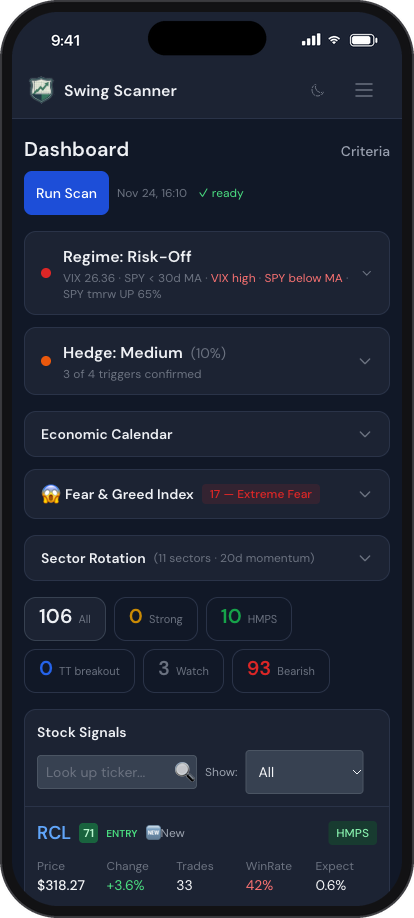 9:41
Swing Scanner
Dashboard
Criteria
Run Scan
Nov 24, 16:10
✓ ready
Regime: Risk-Off
VIX 26.36 · SPY < 30d MA · VIX high · SPY below MA ·
SPY tmrw UP 65%
Hedge: Medium (10%)
3 of 4 triggers confirmed
Economic Calendar
😱 Fear & Greed Index 17 — Extreme Fear
Sector Rotation (11 sectors · 20d momentum)
106 All
0 Strong
10 HMPS
0 TT breakout
3 Watch
93 Bearish
Stock Signals
Look up ticker...
Show:
All
RCL 71 ENTRY 🆕New
HMPS
Price Change Trades WinRate Expect
$318.27 +3.6% 33 42% 0.6%